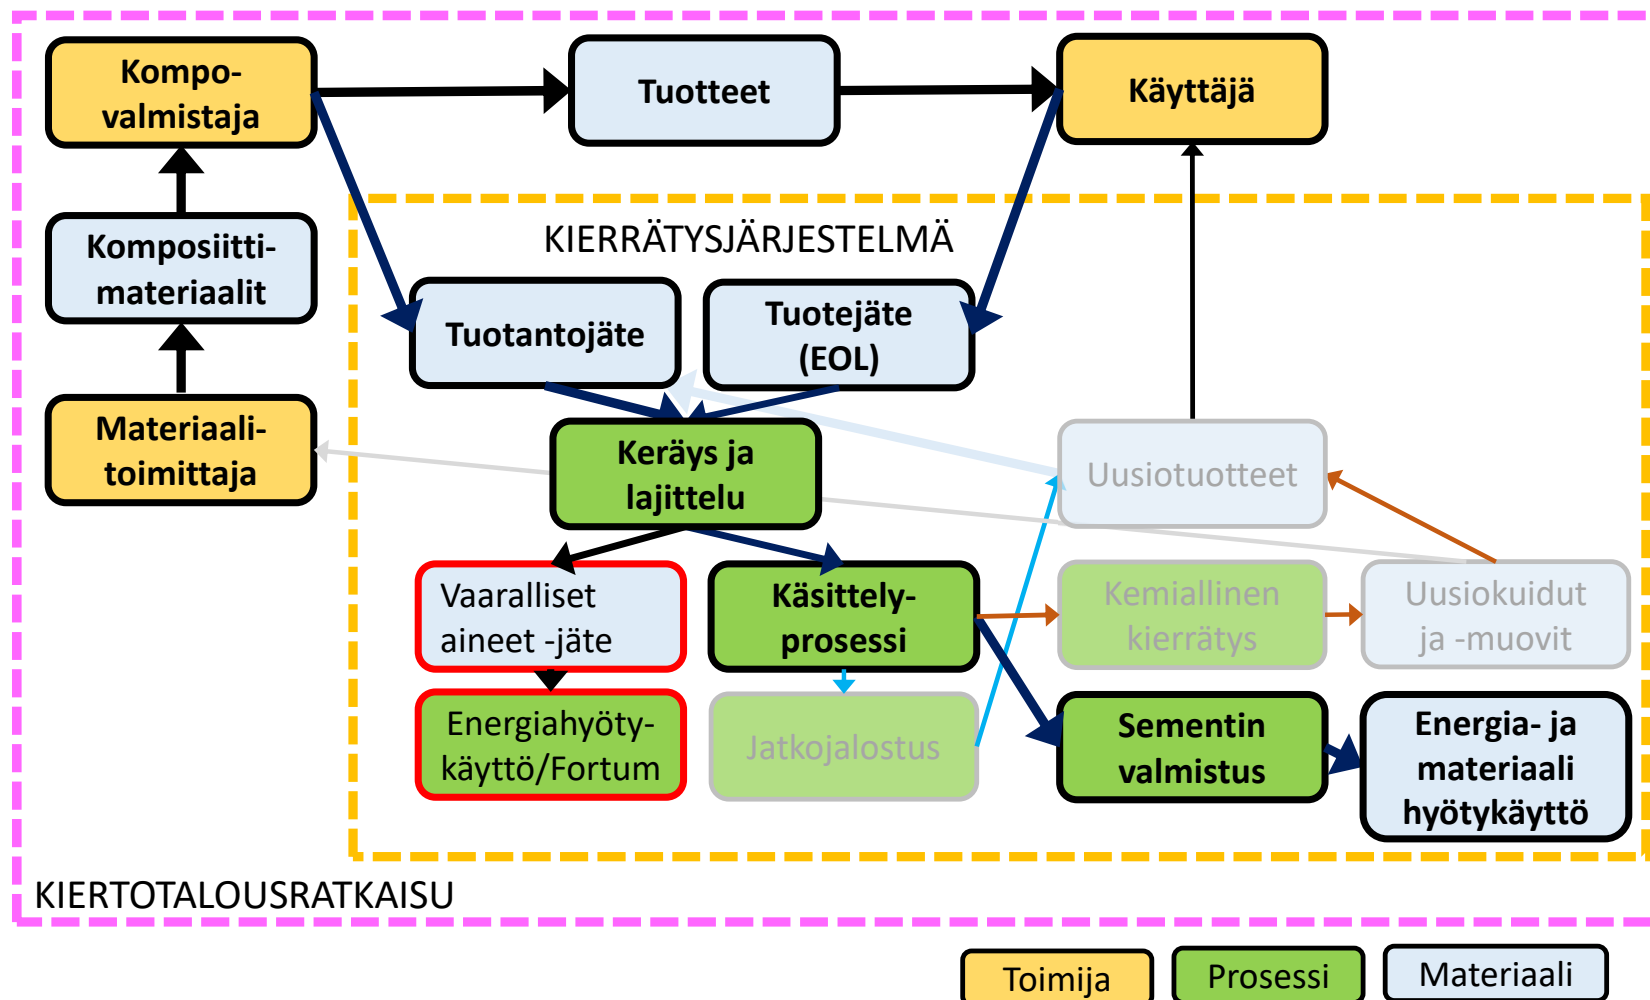 Kompo-
valmistaja
Tuotteet
Käyttäjä
Komposiitti-
materiaalit
KIERRÄTYSJÄRJESTELMÄ
Tuotantojäte
Tuotejäte
(EOL)
Materiaali-
toimittaja
Keräys ja
lajittelu
Uusiotuotteet
Vaaralliset
aineet -jäte
Käsittely-
prosessi
Kemiallinen
kierrätys
Uusiokuidut
ja -muovit
Energiahyöty-
käyttö/Fortum
Jatkojalostus
Sementin
valmistus
Energia- ja
materiaali
hyötykäyttö
KIERTOTALOUSRATKAISU
Toimija
Prosessi
Materiaali